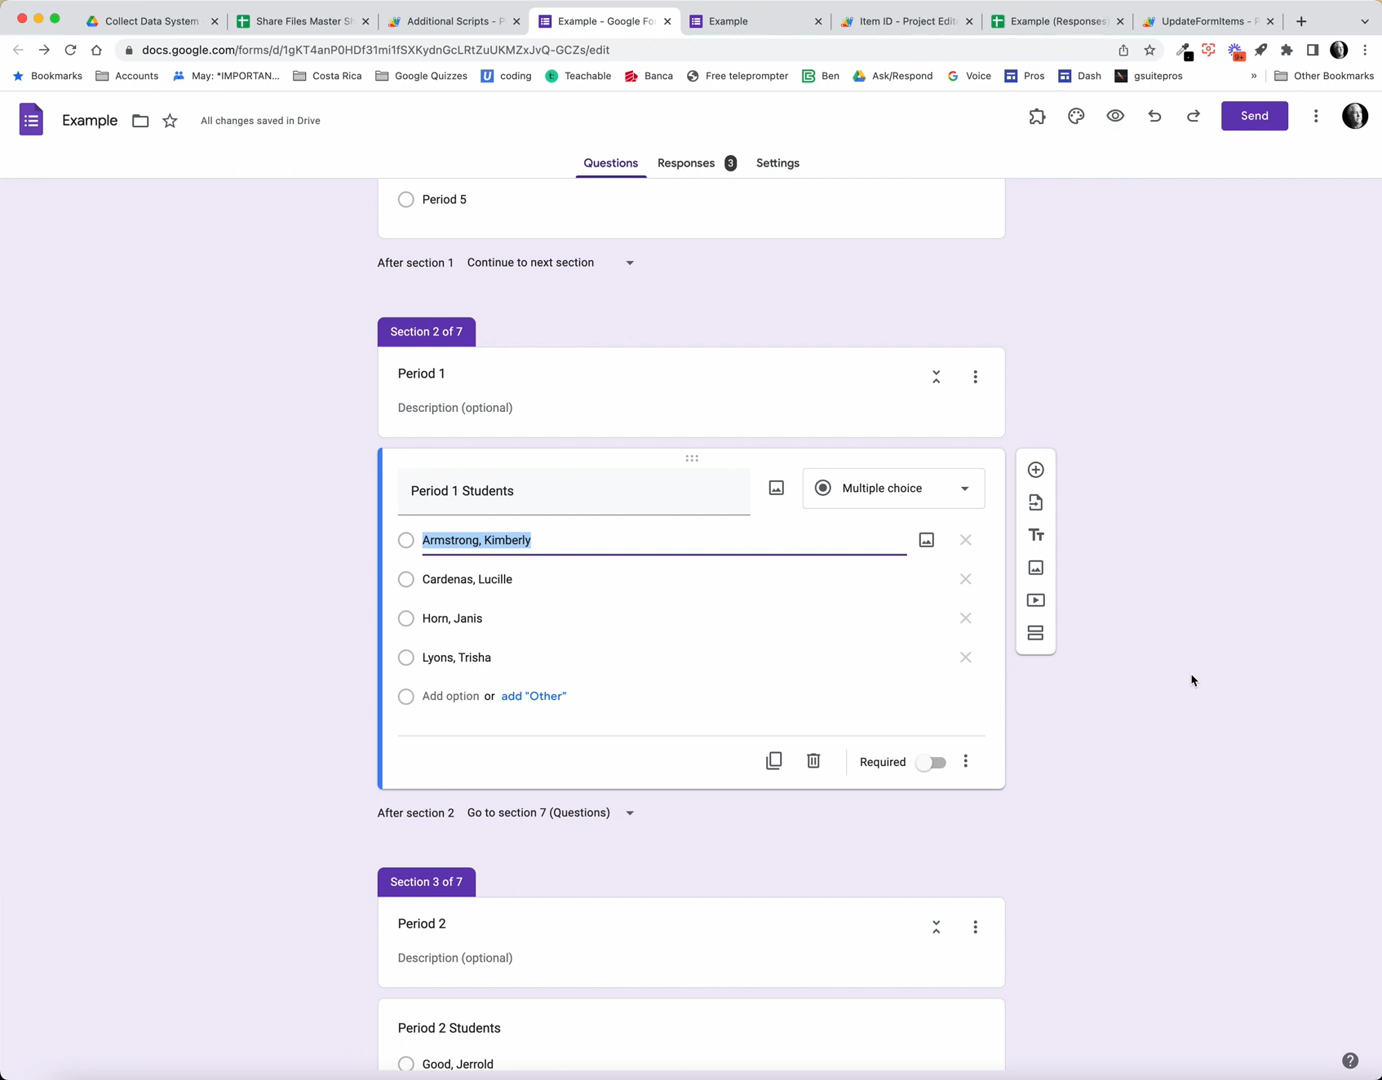 Collect Data System
Share Files Master Sh
Additional Scripts - P
Example - Google Fo
Example
Item ID - Project Edit
Example (Responses)
UpdateFormItems - P
docs.google.com/forms/d/1gKT4anP0HDf31mi1fSXKydnGcLRtZuUKMZxJvQ-GCZs/edit
9+
Bookmarks
Accounts
May: *IMPORTAN...
Costa Rica
Google Quizzes
coding
Teachable
Banca
Free teleprompter
Ben
Ask/Respond
Voice
Pros
Dash
gsuitepros
»
Other Bookmarks
Example
All changes saved in Drive
Send
Questions
Responses 3
Settings
Period 5
After section 1 Continue to next section
Section 2 of 7
Period 1
Description (optional)
Period 1 Students
Multiple choice
Armstrong, Kimberly
Cardenas, Lucille
Horn, Janis
Lyons, Trisha
Add option or add "Other"
Required
After section 2 Go to section 7 (Questions)
Section 3 of 7
Period 2
Description (optional)
Period 2 Students
Good, Jerrold